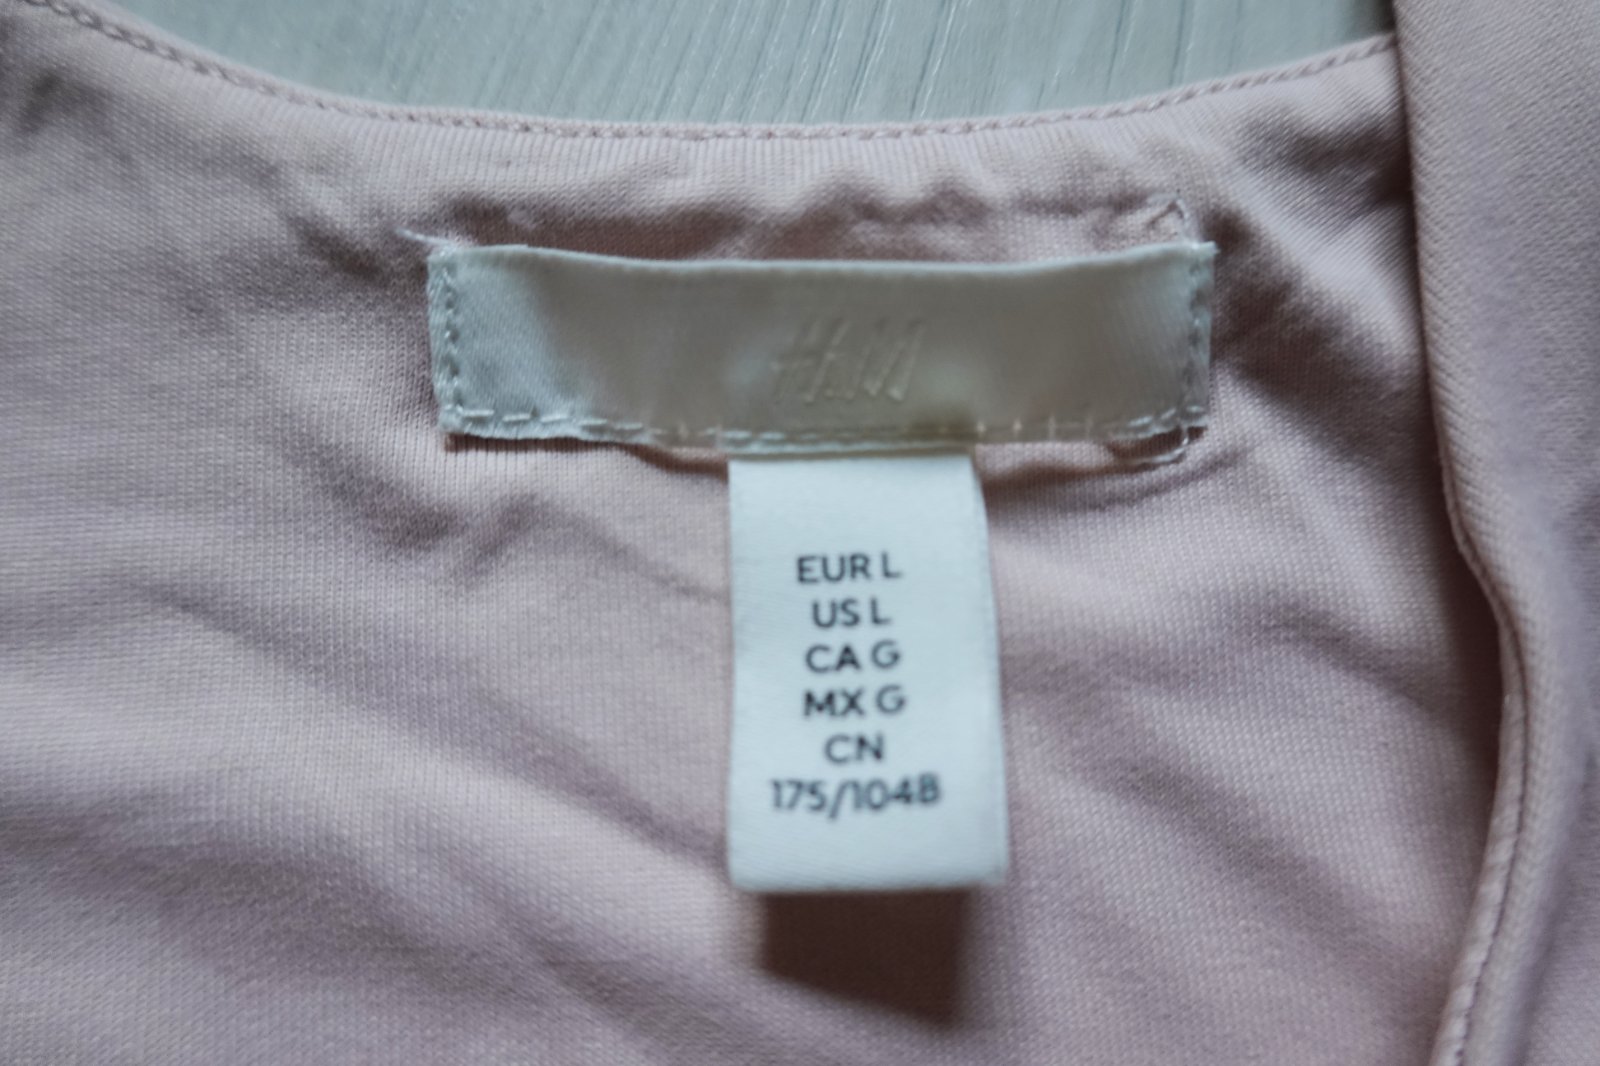 H&M
EUR L
US L
CA G
MX G
CN
175/104B